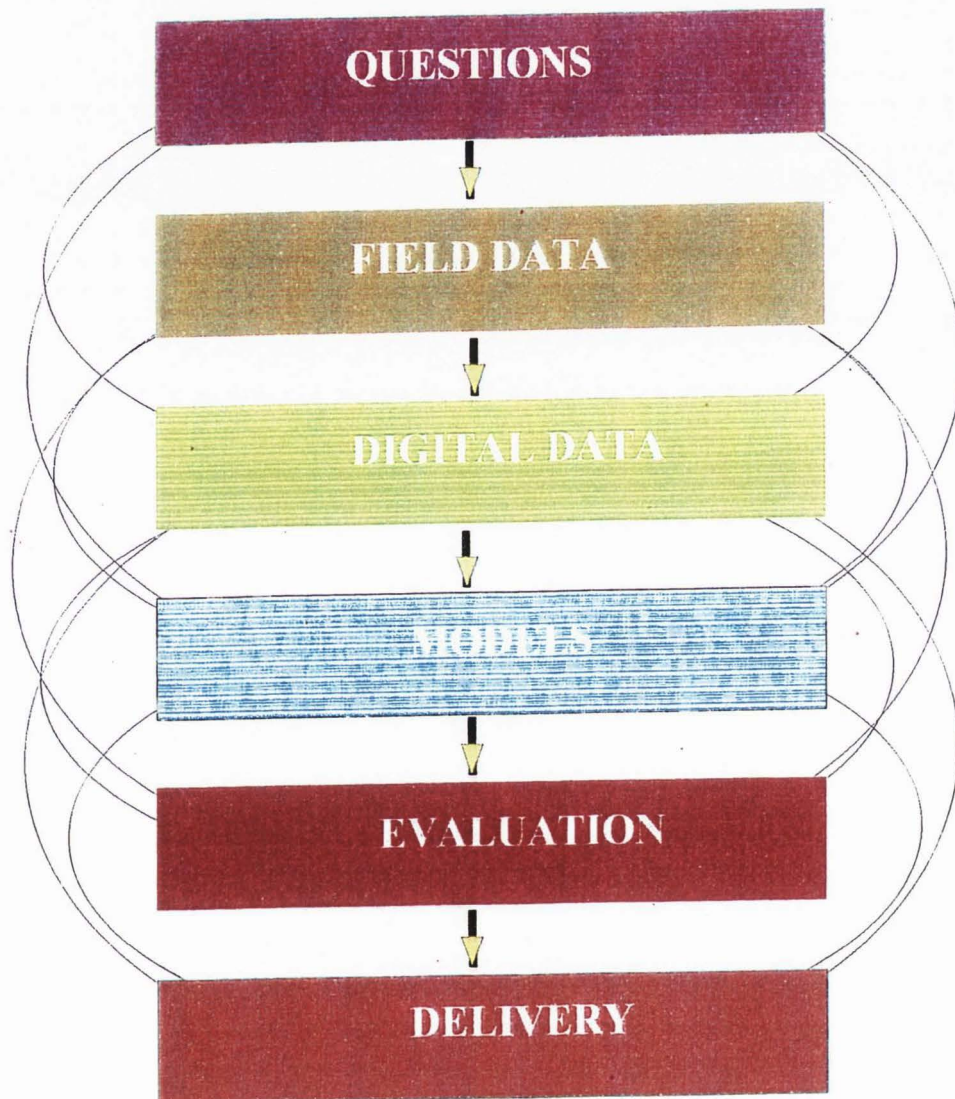 QUESTIONS
FIELD DATA
DIGITAL DATA
MODELS
EVALUATION
DELIVERY